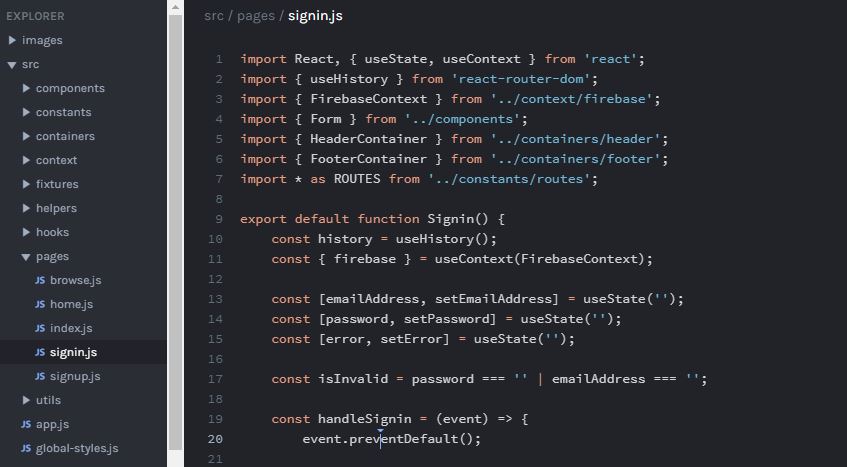 EXPLORER
images
src
components
constants
containers
context
fixtures
helpers
hooks
pages
JS browse.js
JS home.js
JS index.js
JS signin.js
JS signup.js
utils
JS app.js
JS global-styles.js
src / pages / signin.js
1 import React, { useState, useContext } from 'react';
2 import { useHistory } from 'react-router-dom';
3 import { FirebaseContext } from '../context/firebase';
4 import { Form } from '../components';
5 import { HeaderContainer } from '../containers/header';
6 import { FooterContainer } from '../containers/footer';
7 import * as ROUTES from '../constants/routes';
8
9 export default function Signin() {
10 const history = useHistory();
11 const { firebase } = useContext(FirebaseContext);
12
13 const [emailAddress, setEmailAddress] = useState('');
14 const [password, setPassword] = useState('');
15 const [error, setError] = useState('');
16
17 const isInvalid = password === '' | emailAddress === '';
18
19 const handleSignin = (event) => {
20 event.preventDefault();
21